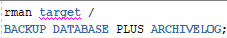 rman target /
BACKUP DATABASE PLUS ARCHIVELOG;